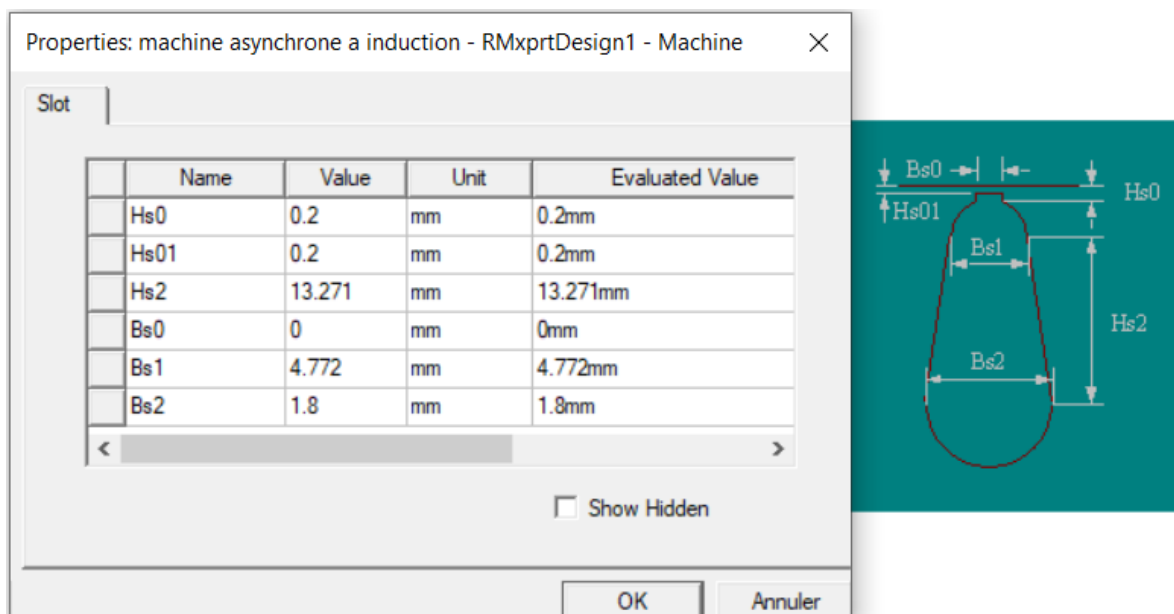 Properties: machine asynchrone a induction - RMxprtDesign1 - Machine
Slot
Name Value Unit Evaluated Value
Hs0 0.2 mm 0.2mm
Hs01 0.2 mm 0.2mm
Hs2 13.271 mm 13.271mm
Bs0 0 mm 0mm
Bs1 4.772 mm 4.772mm
Bs2 1.8 mm 1.8mm
Show Hidden
OK Annuler
Bs0
Hs0
Hs01
Bs1
Hs2
Bs2